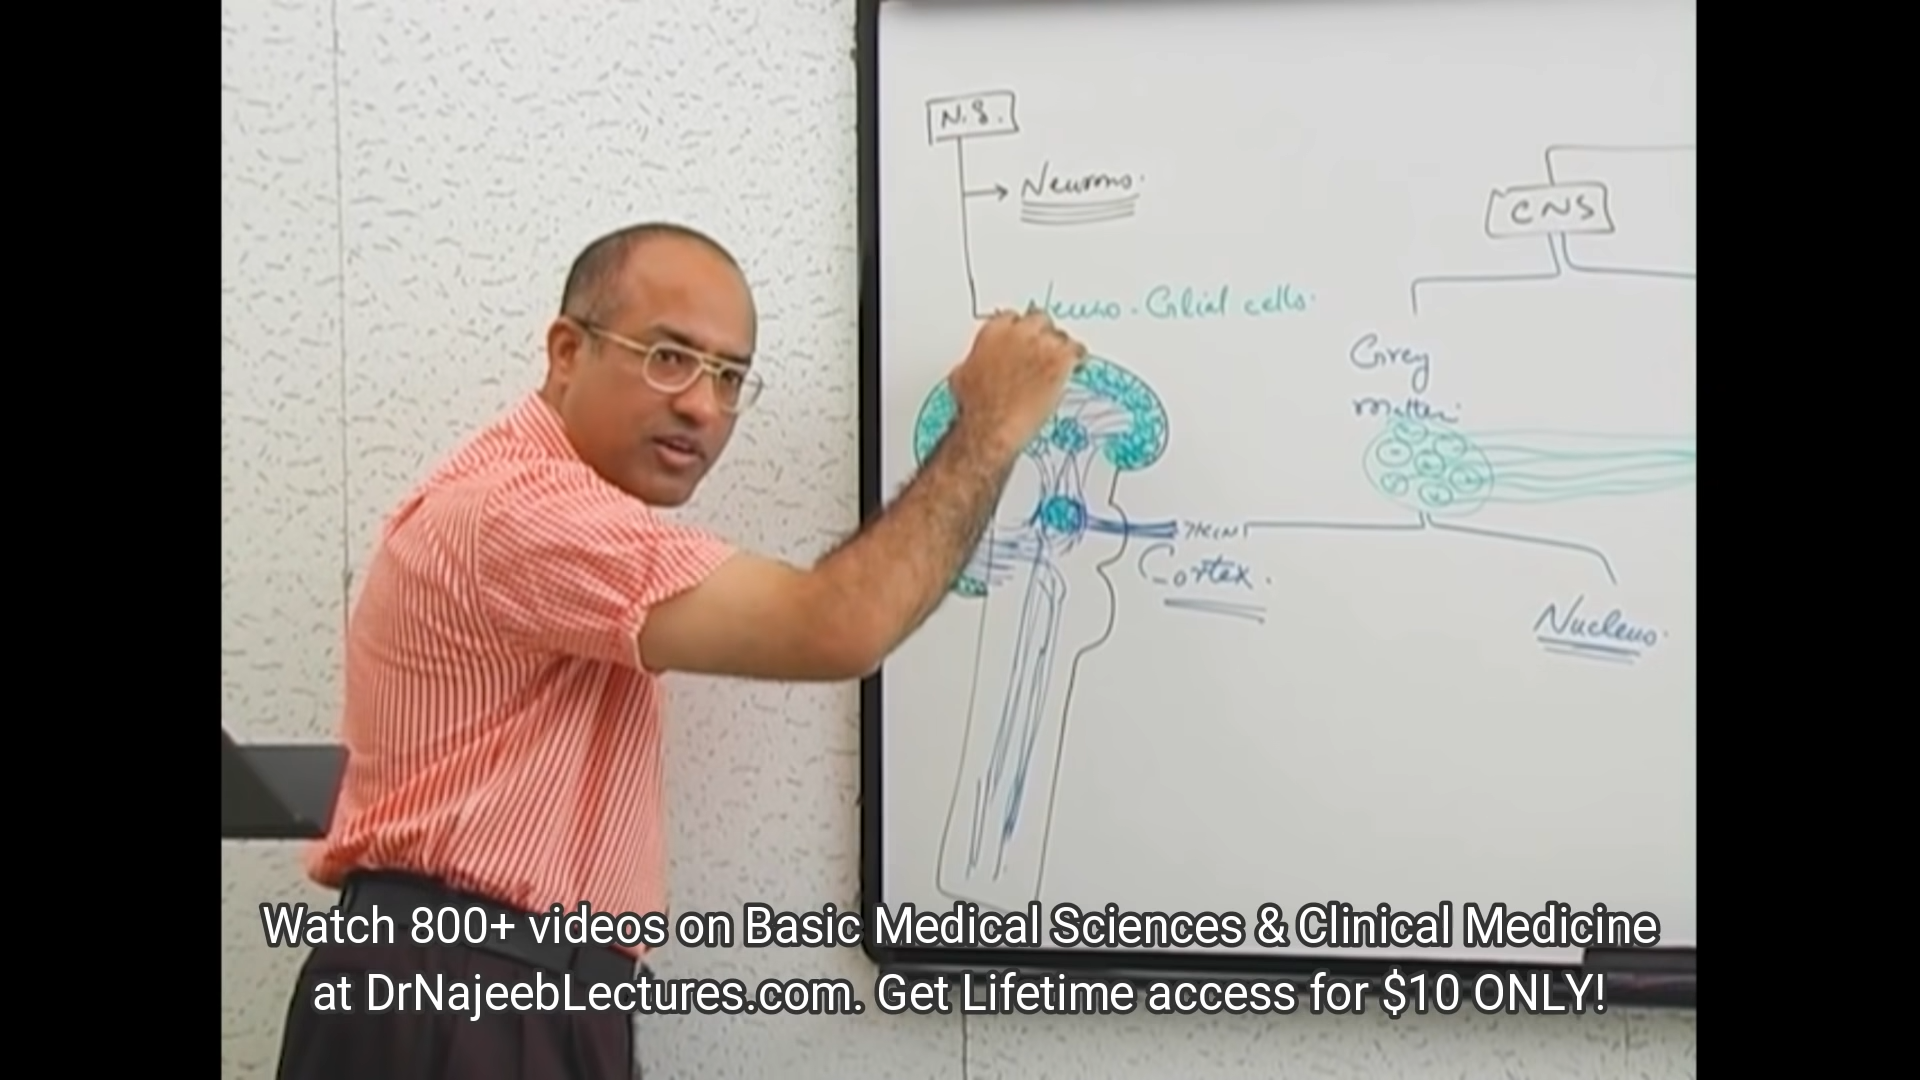 N.S.
Neurons.
CNS
Neuro-Glial cells.
Grey
matter
Cortex.
Nucleus.
Watch 800+ videos on Basic Medical Sciences & Clinical Medicine
at DrNajeebLectures.com. Get Lifetime access for $10 ONLY!